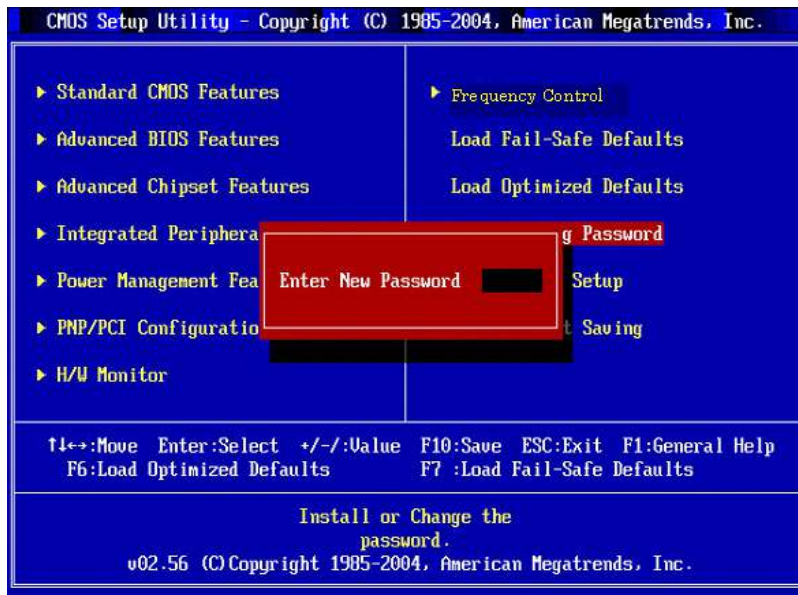 CMOS Setup Utility - Copyright (C) 1985-2004, American Megatrends, Inc.
▶ Standard CMOS Features
▶ Advanced BIOS Features
▶ Advanced Chipset Features
▶ Integrated Periphera
▶ Power Management Fea
▶ PNP/PCI Configuratio
▶ H/W Monitor
▶ Frequency Control
Load Fail-Safe Defaults
Load Optimized Defaults
g Password
Setup
t Saving
Enter New Password
↑↓←→:Move Enter:Select +/-/:Value F10:Save ESC:Exit F1:General Help
F6:Load Optimized Defaults F7 :Load Fail-Safe Defaults
Install or Change the
password.
v02.56 (C)Copyright 1985-2004, American Megatrends, Inc.